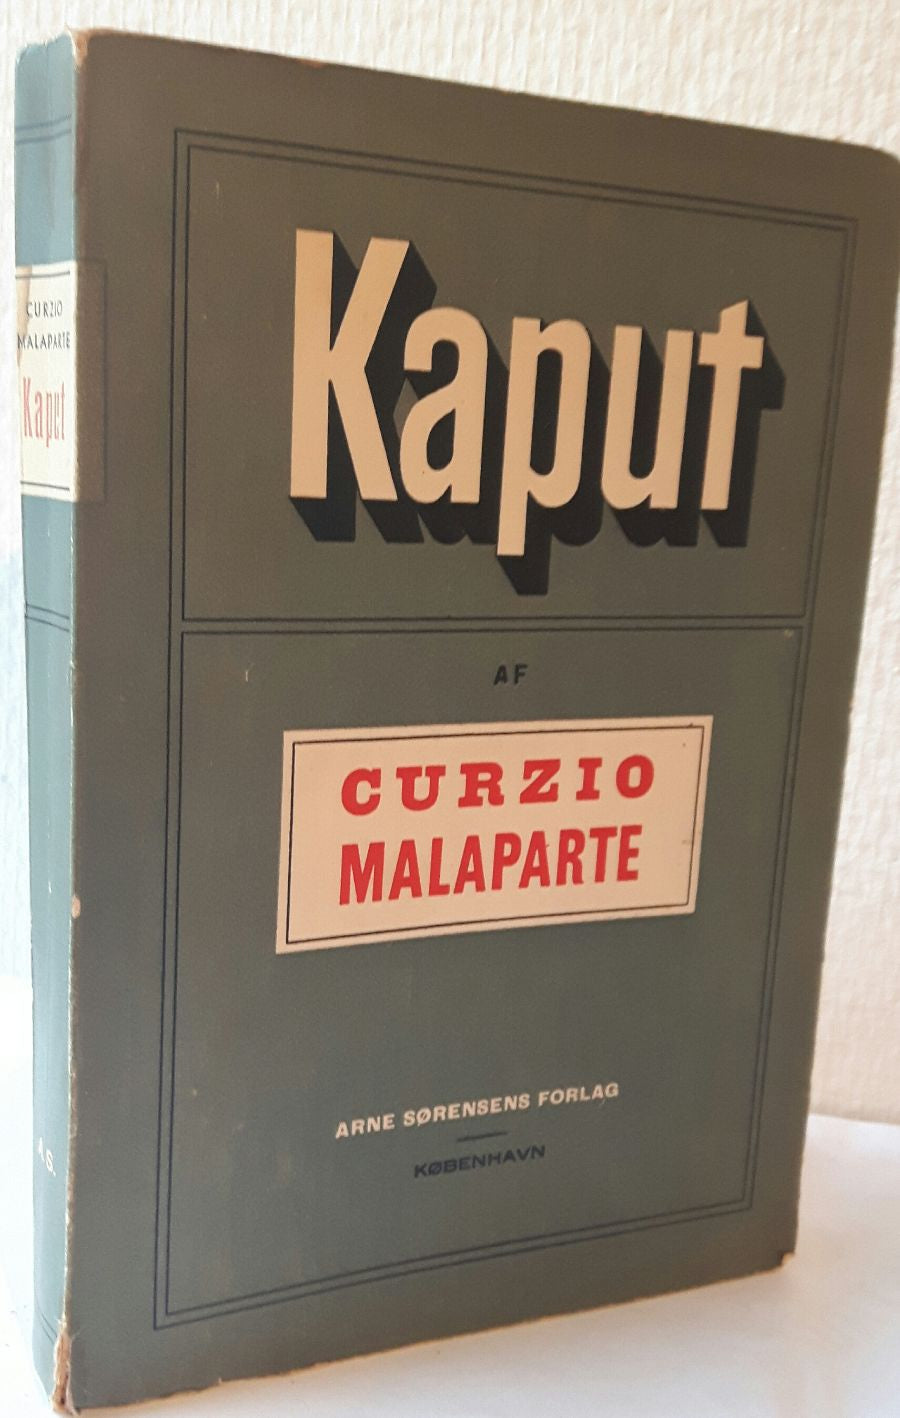 Kaput
AF
CURZIO
MALAPARTE
ARNE SØRENSENS FORLAG
KØBENHAVN
CURZIO
MALAPARTE
Kaput
A.S.